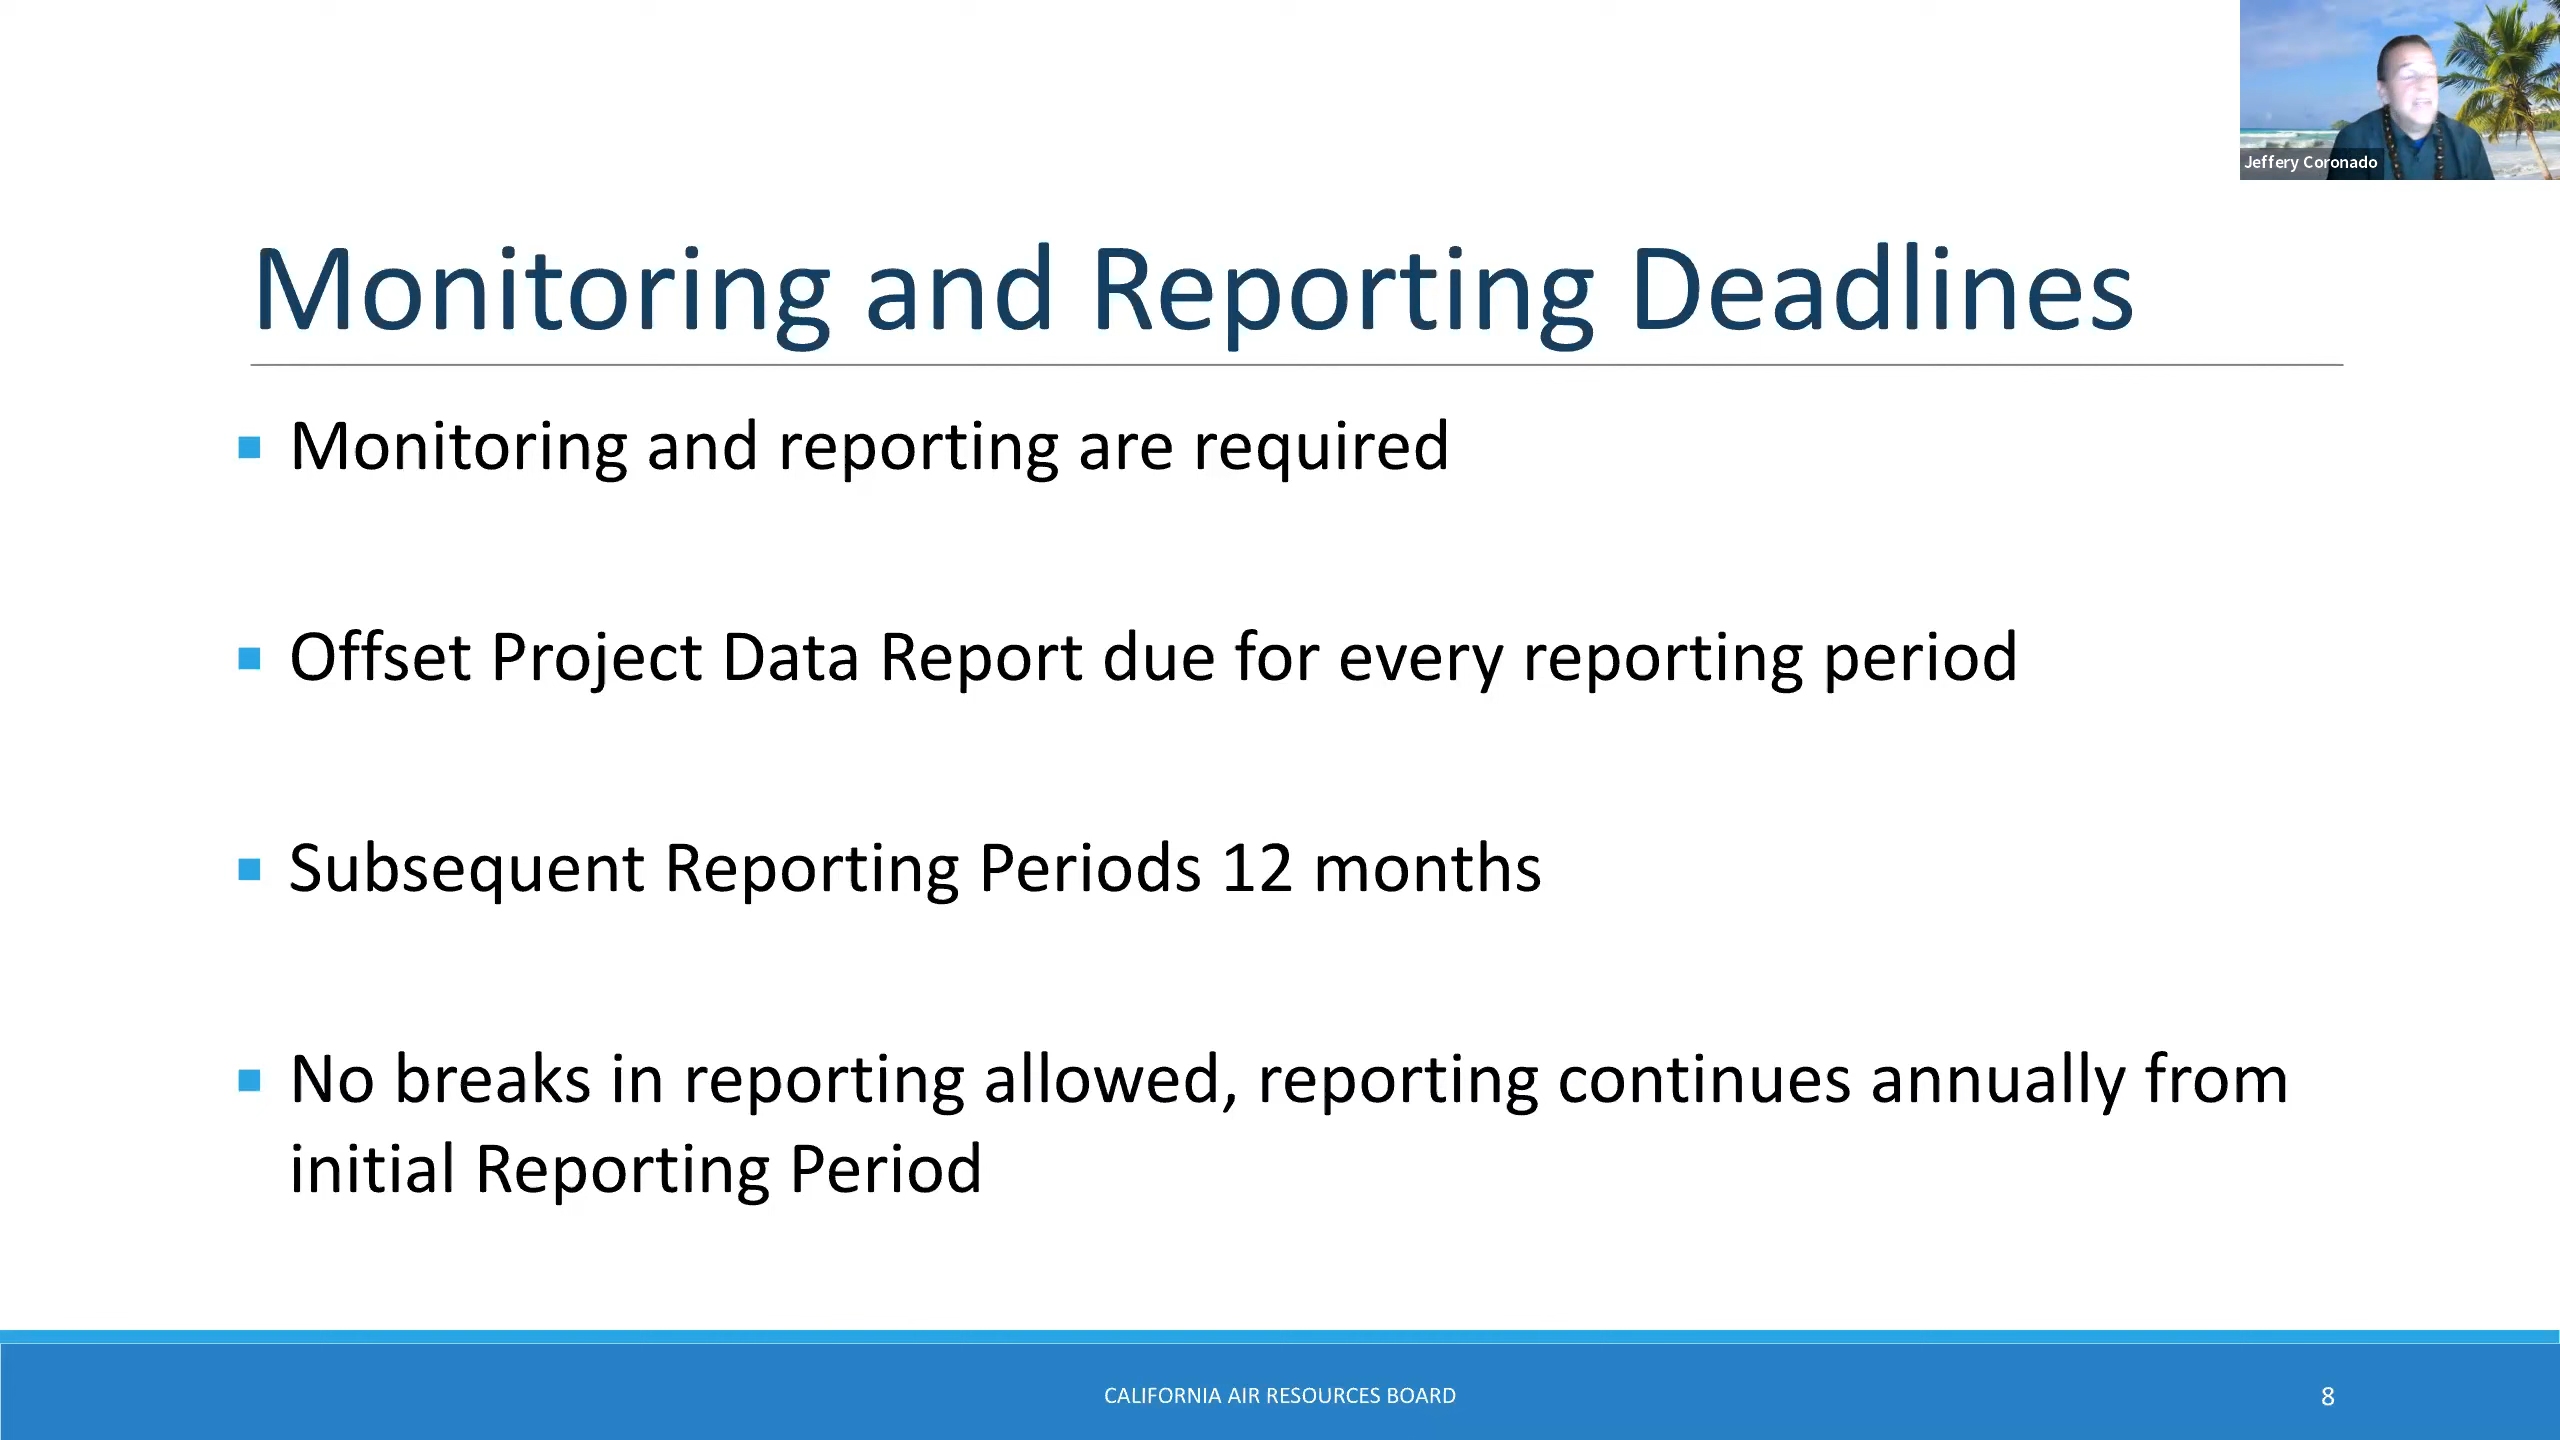 Jeffery Coronado
Monitoring and Reporting Deadlines
Monitoring and reporting are required
Offset Project Data Report due for every reporting period
Subsequent Reporting Periods 12 months
No breaks in reporting allowed, reporting continues annually from
initial Reporting Period
CALIFORNIA AIR RESOURCES BOARD
8